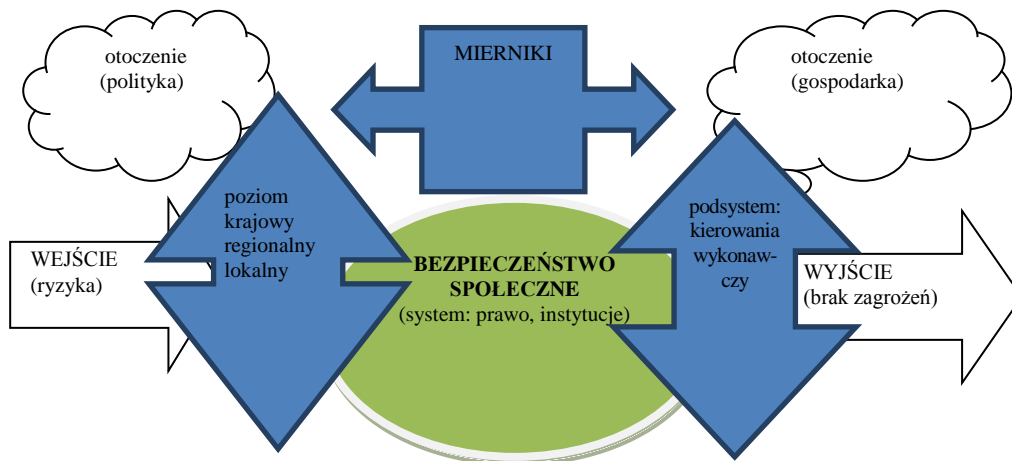 otoczenie
(polityka)
MIERNIKI
otoczenie
(gospodarka)
poziom
krajowy
regionalny
lokalny
podsystem:
kierowania
wykonaw-
czy
WEJŚCIE
(ryzyka)
BEZPIECZEŃSTWO
SPOŁECZNE
(system: prawo, instytucje)
WYJŚCIE
(brak zagrożeń)